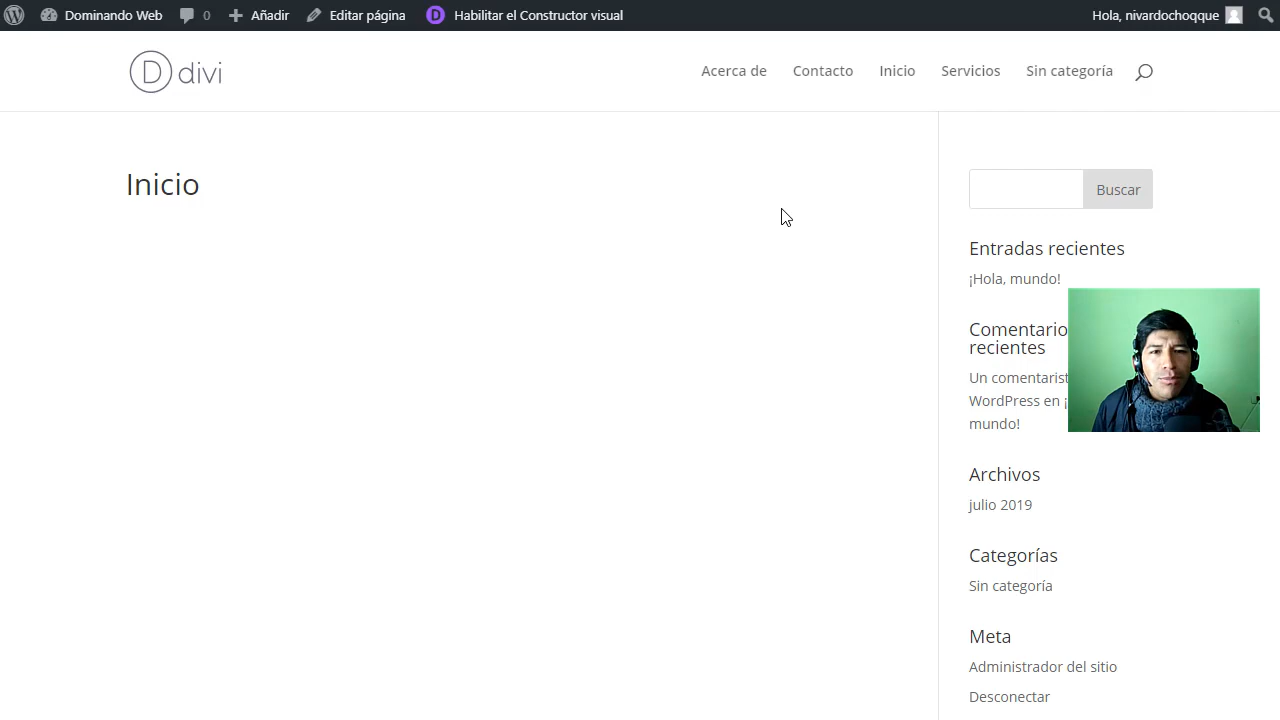 Dominando Web 0 Añadir Editar página D Habilitar el Constructor visual Hola, nivardochoqque
D divi Acerca de Contacto Inicio Servicios Sin categoría
Inicio
Buscar
Entradas recientes
¡Hola, mundo!
Comentario
recientes
Un comentarist
WordPress en ¡
mundo!
Archivos
julio 2019
Categorías
Sin categoría
Meta
Administrador del sitio
Desconectar